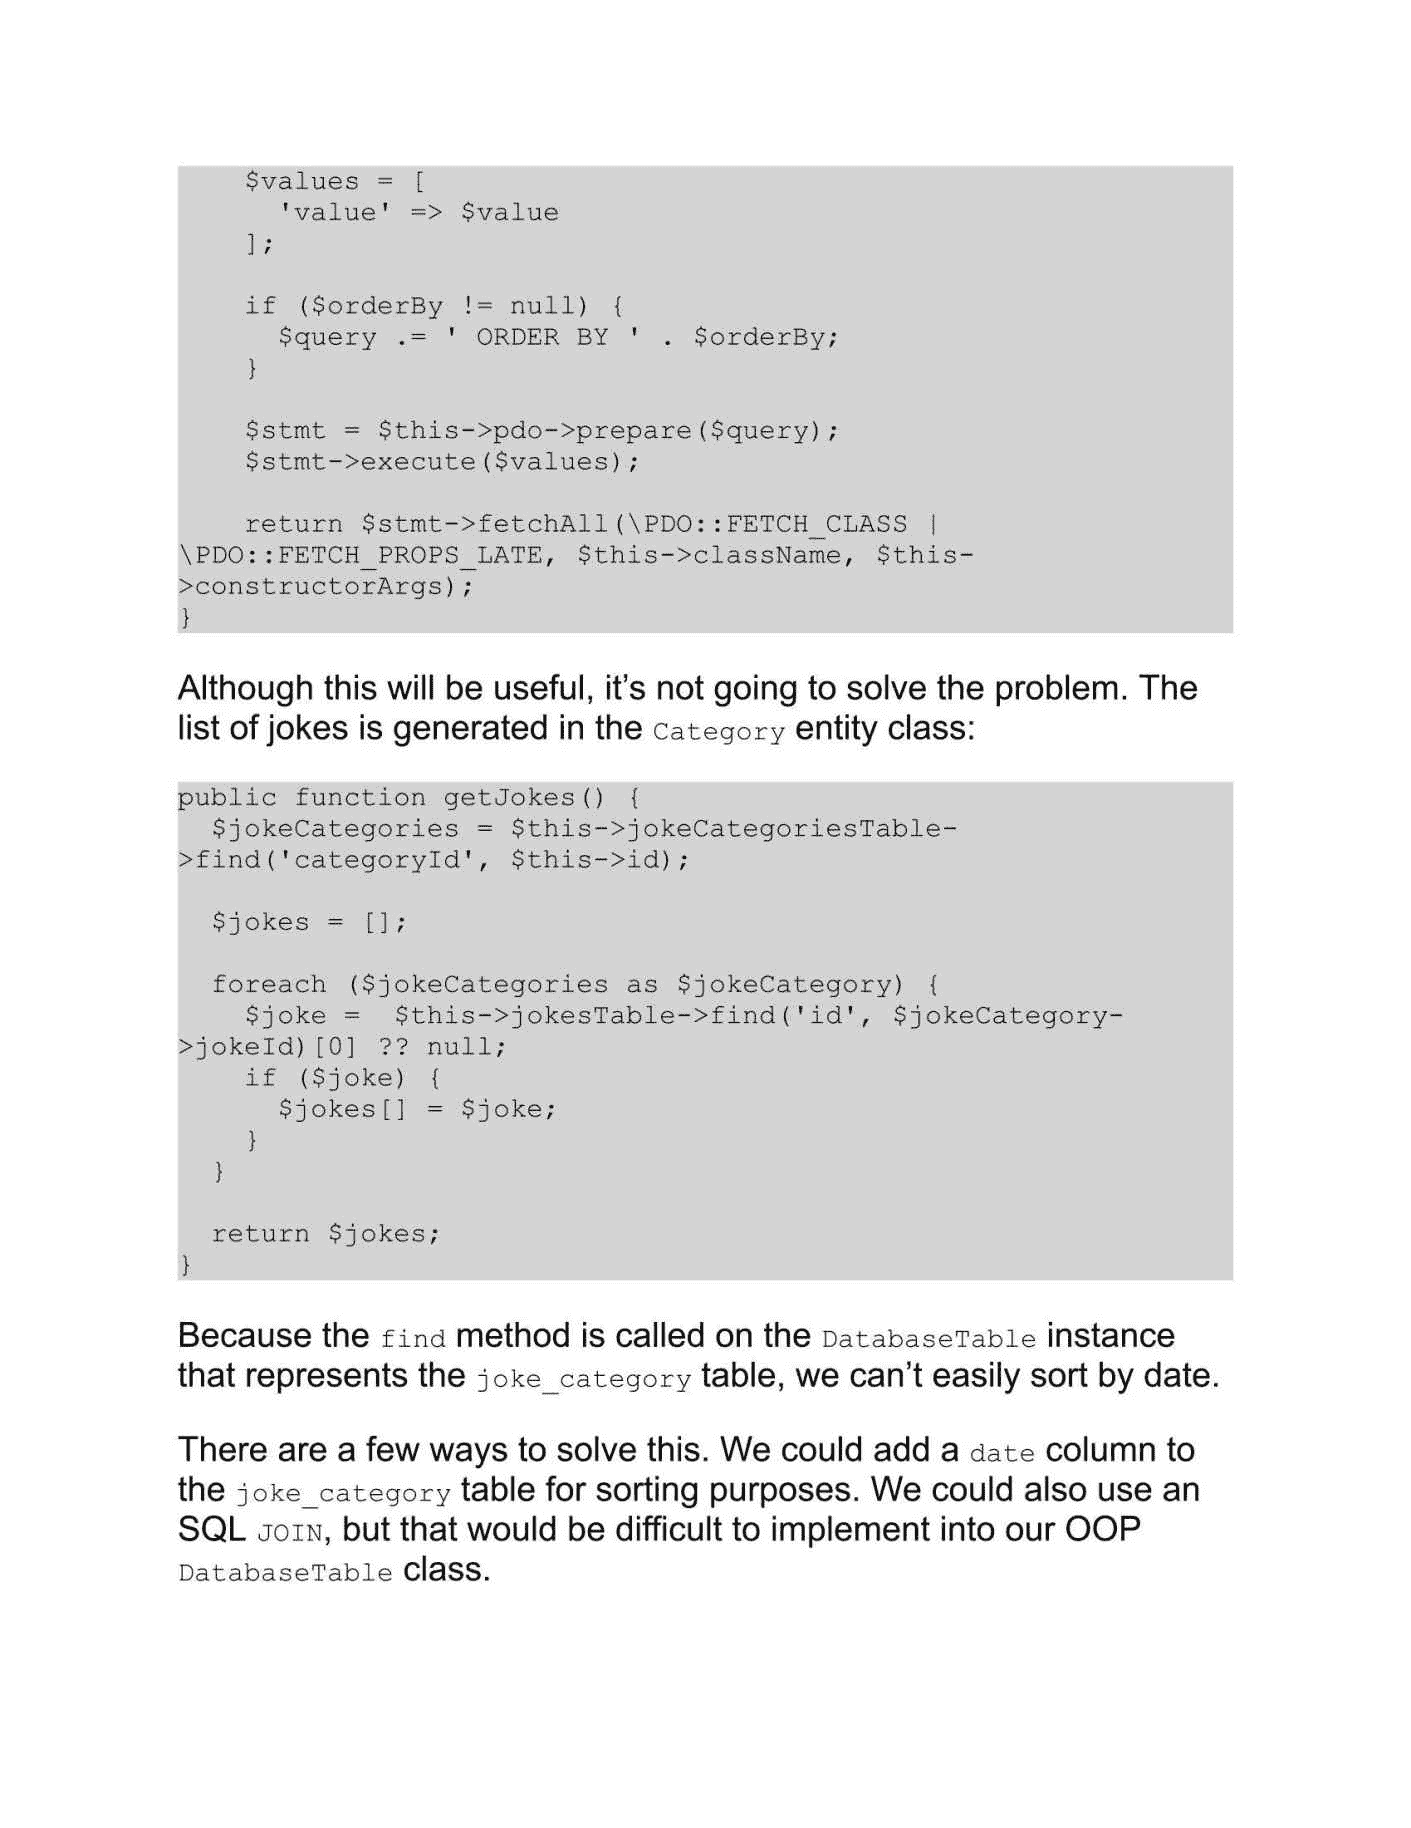 $values = [
      'value' => $value
    ];

    if ($orderBy != null) {
      $query .= ' ORDER BY ' . $orderBy;
    }

    $stmt = $this->pdo->prepare($query);
    $stmt->execute($values);

    return $stmt->fetchAll(\PDO::FETCH_CLASS |
\PDO::FETCH_PROPS_LATE, $this->className, $this-
>constructorArgs);
}
Although this will be useful, it’s not going to solve the problem. The
list of jokes is generated in the Category entity class:
public function getJokes() {
  $jokeCategories = $this->jokeCategoriesTable-
>find('categoryId', $this->id);

  $jokes = [];

  foreach ($jokeCategories as $jokeCategory) {
    $joke =  $this->jokesTable->find('id', $jokeCategory-
>jokeId)[0] ?? null;
    if ($joke) {
      $jokes[] = $joke;
    }
  }

  return $jokes;
}
Because the find method is called on the DatabaseTable instance
that represents the joke_category table, we can’t easily sort by date.
There are a few ways to solve this. We could add a date column to
the joke_category table for sorting purposes. We could also use an
SQL JOIN, but that would be difficult to implement into our OOP
DatabaseTable class.